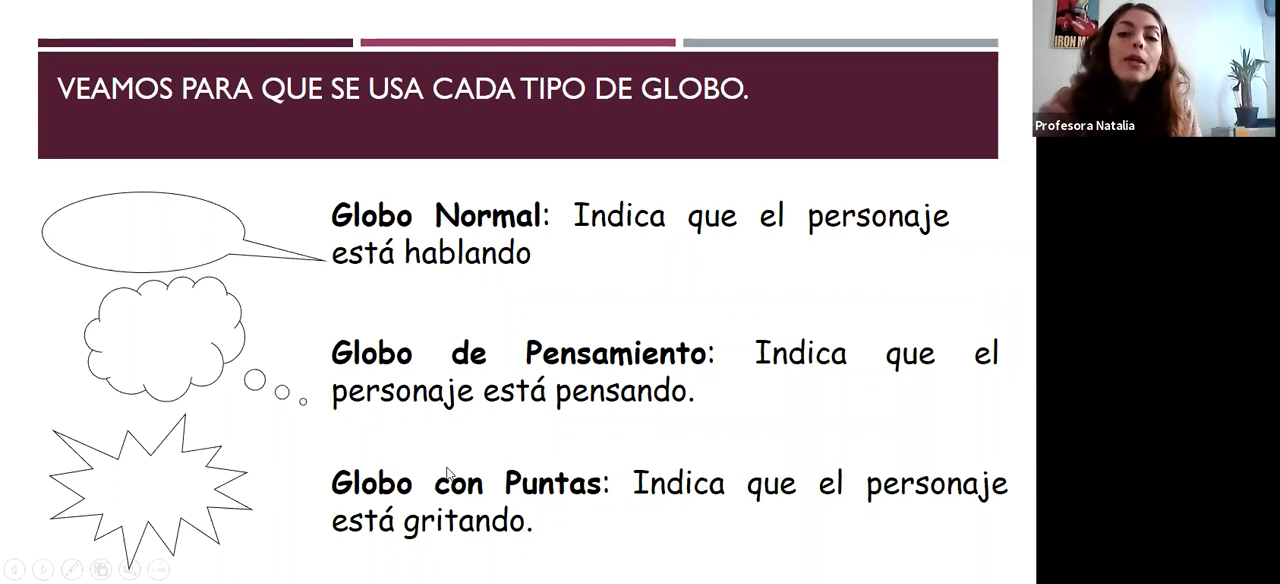 VEAMOS PARA QUE SE USA CADA TIPO DE GLOBO.
IRON M
Profesora Natalia
Globo Normal: Indica que el personaje
está hablando
Globo de Pensamiento: Indica que el
personaje está pensando.
Globo con Puntas: Indica que el personaje
está gritando.